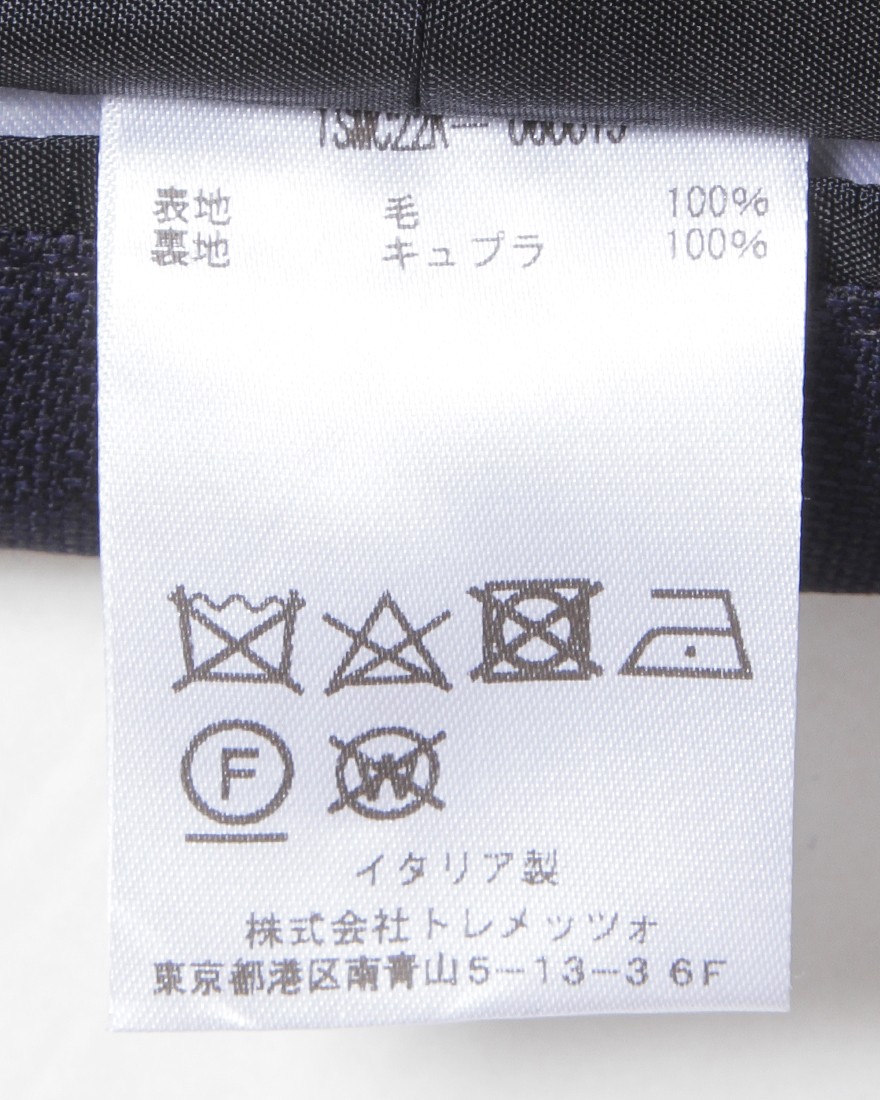 表地 毛 100%
裏地 キュプラ 100%
F
W
イタリア製
株式会社トレメッツォ
東京都港区南青山5-13-3 6F